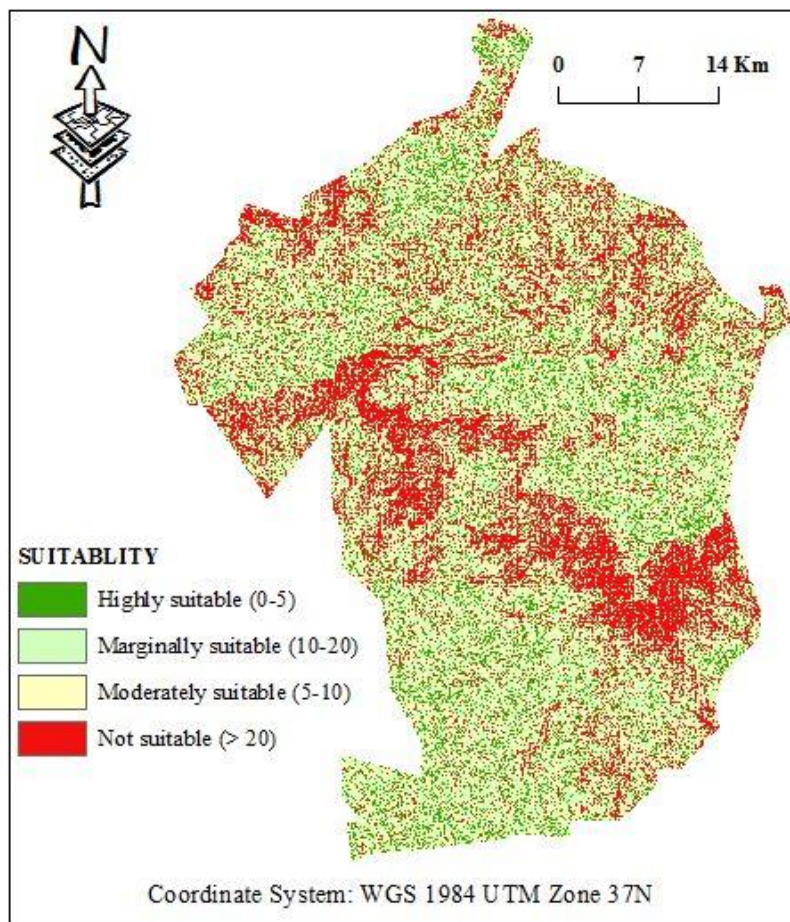 N
0 7 14 Km
SUITABLITY
Highly suitable (0-5)
Marginally suitable (10-20)
Moderately suitable (5-10)
Not suitable (> 20)
Coordinate System: WGS 1984 UTM Zone 37N